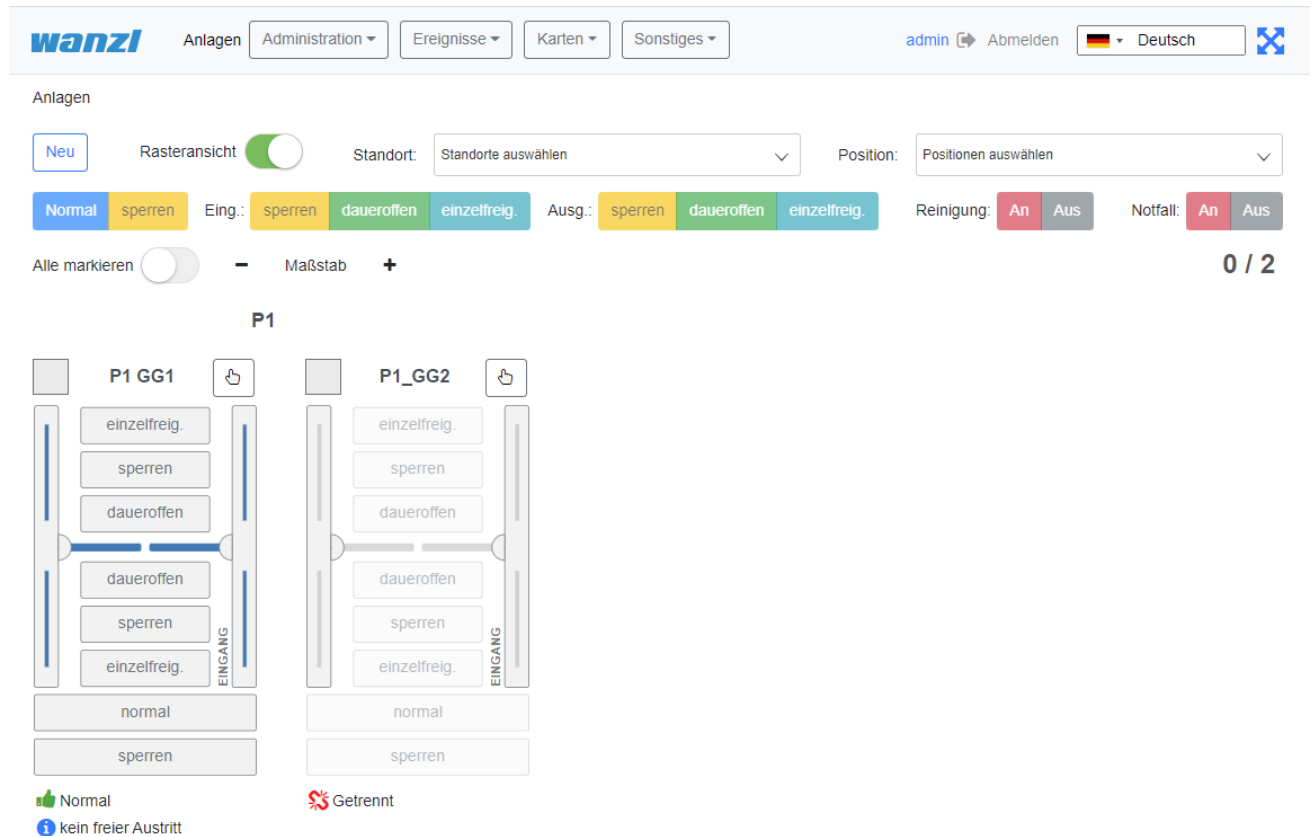 wanzl Anlagen Administration Ereignisse Karten Sonstiges admin Abmelden Deutsch
Anlagen
Neu Rasteransicht Standort: Standorte auswählen Position: Positionen auswählen
Normal sperren Eing.: sperren daueroffen einzelfreig. Ausg.: sperren daueroffen einzelfreig. Reinigung: An Aus Notfall: An Aus
Alle markieren − Maßstab + 0 / 2
P1
P1 GG1 P1_GG2
einzelfreig. einzelfreig.
sperren sperren
daueroffen daueroffen
daueroffen daueroffen
sperren sperren
EINGANG EINGANG
einzelfreig. einzelfreig.
normal normal
sperren sperren
Normal Getrennt
kein freier Austritt